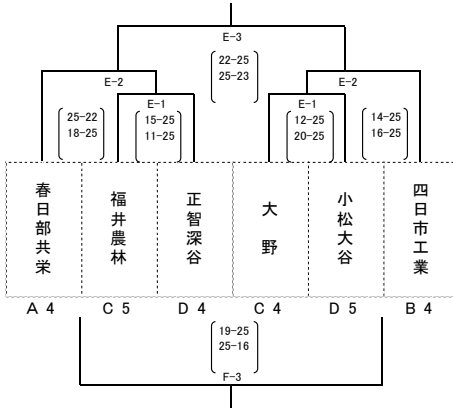 E-3
22-25
25-23
E-2
E-2
E-1
E-1
25-22
18-25
15-25
11-25
12-25
20-25
14-25
16-25
春日部共栄
福井農林
正智深谷
大野
小松大谷
四日市工業
A 4
C 5
D 4
C 4
D 5
B 4
19-25
25-16
F-3